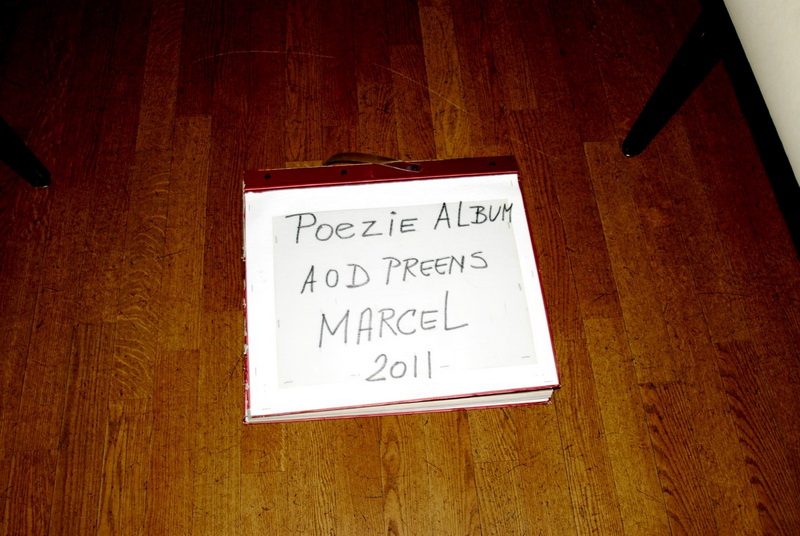 POEZIE ALBUM
AOD PREENS
MARCEL
-2011-